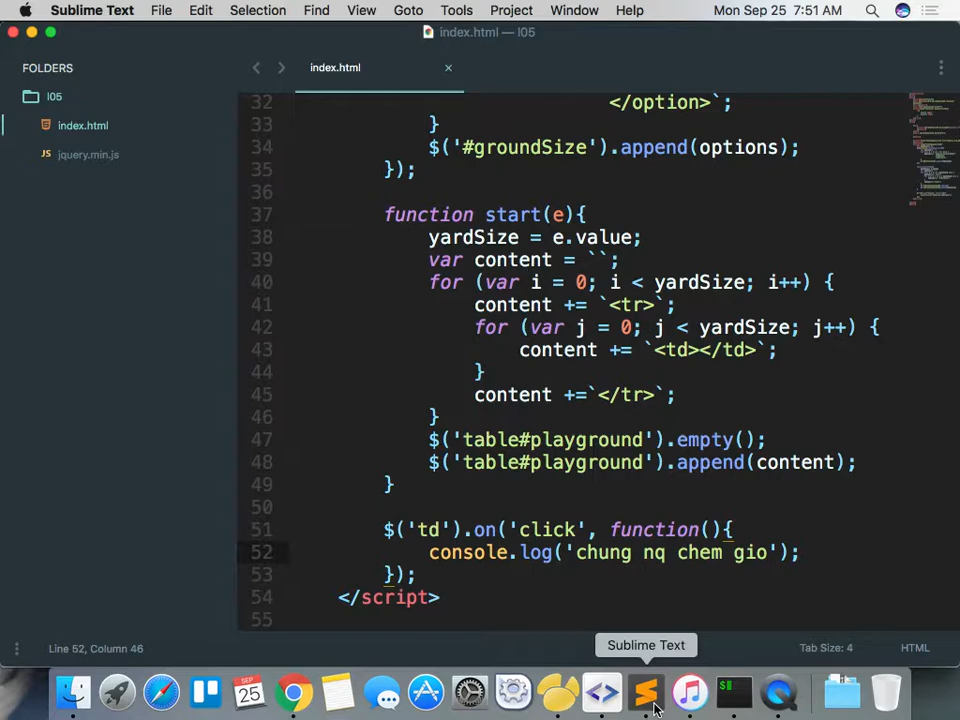 Sublime Text File Edit Selection Find View Goto Tools Project Window Help Mon Sep 25 7:51 AM
index.html — l05
FOLDERS
l05
index.html
JS jquery.min.js
index.html ×
32 </option>`;
33 }
34 $('#groundSize').append(options);
35 });
36
37 function start(e){
38 yardSize = e.value;
39 var content = ``;
40 for (var i = 0; i < yardSize; i++) {
41 content += `<tr>`;
42 for (var j = 0; j < yardSize; j++) {
43 content += `<td></td>`;
44 }
45 content +=`</tr>`;
46 }
47 $('table#playground').empty();
48 $('table#playground').append(content);
49 }
50
51 $('td').on('click', function(){
52 console.log('chung nq chem gio');
53 });
54 </script>
55
Line 52, Column 46
Tab Size: 4
HTML
Sublime Text
SEP
25
$